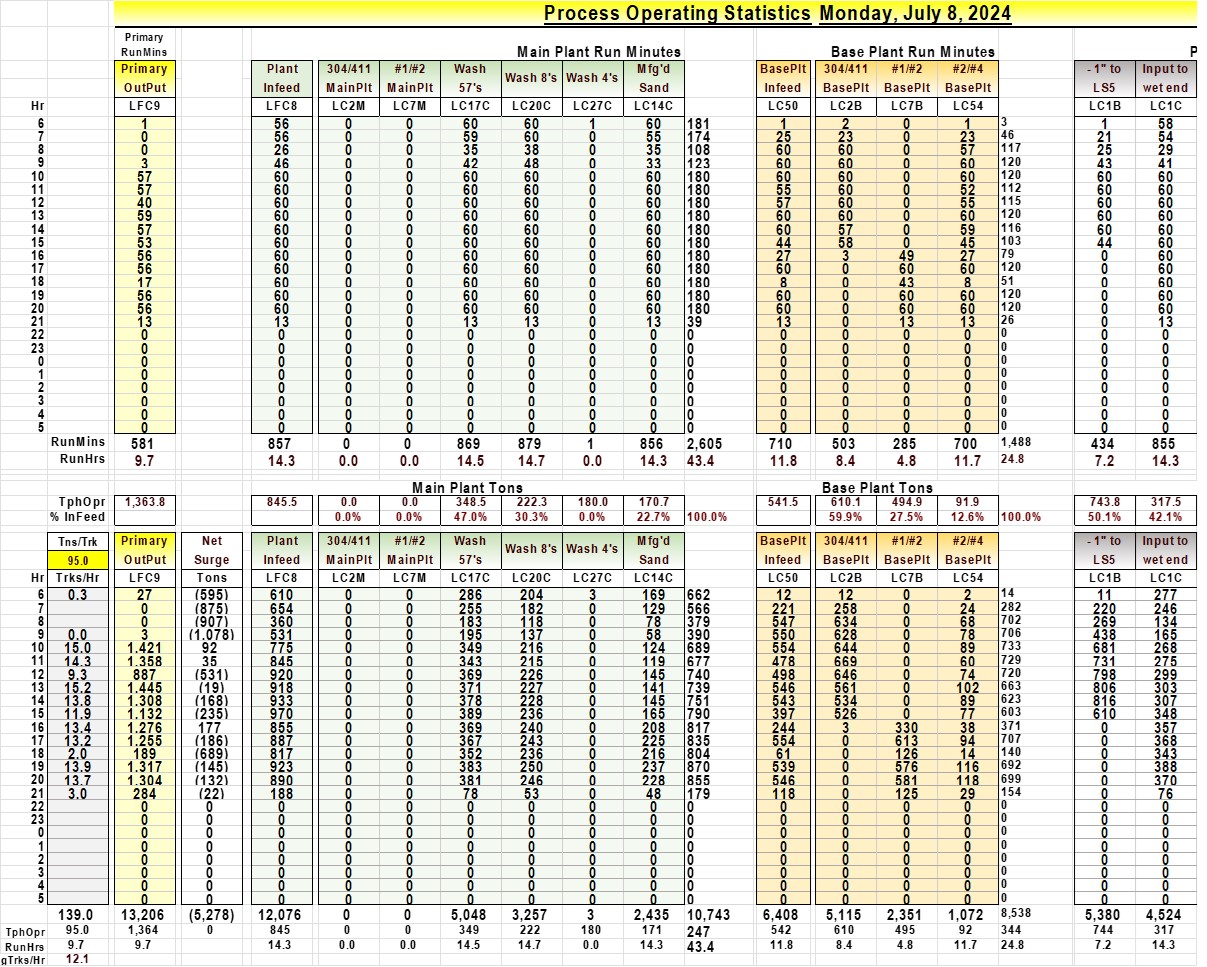 Process Operating Statistics Monday, July 8, 2024
Primary
RunMins Main Plant Run Minutes Base Plant Run Minutes P
Primary Plant 304/411 #1/#2 Wash Wash 8's Wash 4's Mfg'd BasePlt 304/411 #1/#2 #2/#4 - 1" to Input to
OutPut Infeed MainPlt MainPlt 57's Sand Infeed BasePlt BasePlt BasePlt LS5 wet end
Hr LFC9 LFC8 LC2M LC7M LC17C LC20C LC27C LC14C LC50 LC2B LC7B LC54 LC1B LC1C
6 1 56 0 0 60 60 1 60 181 1 2 0 1 3 1 58
7 0 56 0 0 59 60 0 55 174 25 23 0 23 46 21 54
8 0 26 0 0 35 38 0 35 108 60 60 0 57 117 25 29
9 3 46 0 0 42 48 0 33 123 60 60 0 60 120 43 41
10 57 60 0 0 60 60 0 60 180 60 60 0 60 120 60 60
11 57 60 0 0 60 60 0 60 180 55 60 0 52 112 60 60
12 40 60 0 0 60 60 0 60 180 57 60 0 55 115 60 60
13 59 60 0 0 60 60 0 60 180 60 60 0 60 120 60 60
14 57 60 0 0 60 60 0 60 180 60 57 0 59 116 60 60
15 53 60 0 0 60 60 0 60 180 44 58 0 45 103 44 60
16 56 60 0 0 60 60 0 60 180 27 3 49 27 79 0 60
17 56 60 0 0 60 60 0 60 180 60 0 60 60 120 0 60
18 17 60 0 0 60 60 0 60 180 8 0 43 8 51 0 60
19 56 60 0 0 60 60 0 60 180 60 0 60 60 120 0 60
20 56 60 0 0 60 60 0 60 180 60 0 60 60 120 0 60
21 13 13 0 0 13 13 0 13 39 13 0 13 13 26 0 13
22 0 0 0 0 0 0 0 0 0 0 0 0 0 0 0 0
23 0 0 0 0 0 0 0 0 0 0 0 0 0 0 0 0
0 0 0 0 0 0 0 0 0 0 0 0 0 0 0 0 0
1 0 0 0 0 0 0 0 0 0 0 0 0 0 0 0 0
2 0 0 0 0 0 0 0 0 0 0 0 0 0 0 0 0
3 0 0 0 0 0 0 0 0 0 0 0 0 0 0 0 0
4 0 0 0 0 0 0 0 0 0 0 0 0 0 0 0 0
5 0 0 0 0 0 0 0 0 0 0 0 0 0 0 0 0
RunMins 581 857 0 0 869 879 1 856 2,605 710 503 285 700 1,488 434 855
RunHrs 9.7 14.3 0.0 0.0 14.5 14.7 0.0 14.3 43.4 11.8 8.4 4.8 11.7 24.8 7.2 14.3
Main Plant Tons Base Plant Tons
TphOpr 1,363.8 845.5 0.0 0.0 348.5 222.3 180.0 170.7 541.5 610.1 494.9 91.9 743.8 317.5
% InFeed 0.0% 0.0% 47.0% 30.3% 0.0% 22.7% 100.0% 59.9% 27.5% 12.6% 100.0% 50.1% 42.1%
Tns/Trk Primary Net Plant 304/411 #1/#2 Wash Wash 8's Wash 4's Mfg'd BasePlt 304/411 #1/#2 #2/#4 - 1" to Input to
95.0 OutPut Surge Infeed MainPlt MainPlt 57's Sand Infeed BasePlt BasePlt BasePlt LS5 wet end
Hr Trks/Hr LFC9 Tons LFC8 LC2M LC7M LC17C LC20C LC27C LC14C LC50 LC2B LC7B LC54 LC1B LC1C
6 0.3 27 (595) 610 0 0 286 204 3 169 662 12 12 0 2 14 11 277
7 0 (875) 654 0 0 255 182 0 129 566 221 258 0 24 282 220 246
8 0 (907) 360 0 0 183 118 0 78 379 547 634 0 68 702 269 134
9 0.0 3 (1,078) 531 0 0 195 137 0 58 390 550 628 0 78 706 438 165
10 15.0 1,421 92 775 0 0 349 216 0 124 689 554 644 0 89 733 681 268
11 14.3 1,358 35 845 0 0 343 215 0 119 677 478 669 0 60 729 731 275
12 9.3 887 (531) 920 0 0 369 226 0 145 740 498 646 0 74 720 798 299
13 15.2 1,445 (19) 918 0 0 371 227 0 141 739 546 561 0 102 663 806 303
14 13.8 1,308 (168) 933 0 0 378 228 0 145 751 543 534 0 89 623 816 307
15 11.9 1,132 (235) 970 0 0 389 236 0 165 790 397 526 0 77 603 610 348
16 13.4 1,276 177 855 0 0 369 240 0 208 817 244 3 330 38 371 0 357
17 13.2 1,255 (186) 887 0 0 367 243 0 225 835 554 0 613 94 707 0 368
18 2.0 189 (689) 817 0 0 352 236 0 216 804 61 0 126 14 140 0 343
19 13.9 1,317 (145) 923 0 0 383 250 0 237 870 539 0 576 116 692 0 388
20 13.7 1,304 (132) 890 0 0 381 246 0 228 855 546 0 581 118 699 0 370
21 3.0 284 (22) 188 0 0 78 53 0 48 179 118 0 125 29 154 0 76
22 0 0 0 0 0 0 0 0 0 0 0 0 0 0 0 0 0
23 0 0 0 0 0 0 0 0 0 0 0 0 0 0 0 0 0
0 0 0 0 0 0 0 0 0 0 0 0 0 0 0 0 0 0
1 0 0 0 0 0 0 0 0 0 0 0 0 0 0 0 0 0
2 0 0 0 0 0 0 0 0 0 0 0 0 0 0 0 0 0
3 0 0 0 0 0 0 0 0 0 0 0 0 0 0 0 0 0
4 0 0 0 0 0 0 0 0 0 0 0 0 0 0 0 0 0
5 0 0 0 0 0 0 0 0 0 0 0 0 0 0 0 0 0
139.0 13,206 (5,278) 12,076 0 0 5,048 3,257 3 2,435 10,743 6,408 5,115 2,351 1,072 8,538 5,380 4,524
TphOpr 95.0 1,364 0 845 0 0 349 222 180 171 247 542 610 495 92 344 744 317
RunHrs 9.7 9.7 14.3 0.0 0.0 14.5 14.7 0.0 14.3 43.4 11.8 8.4 4.8 11.7 24.8 7.2 14.3
gTrks/Hr 12.1